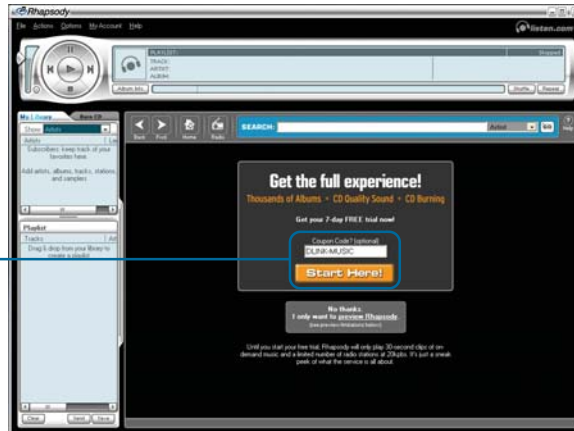 Rhapsody
File Actions Options My Account Help
listen.com
PLAYLIST: Stopped
TRACK:
ARTIST:
ALBUM:
Album Info Shuffle Repeat
My Library Burn CD
Show Artists
Artists
Subscribers: keep track of your
favorites here.
Add artists, albums, tracks, stations,
and samplers
Back Find Home Radio SEARCH: Artist Help
Get the full experience!
Thousands of Albums • CD Quality Sound • CD Burning
Get your 7-day FREE trial now!
Coupon Code? (optional)
DLINK-MUSIC
Start Here!
No thanks.
I only want to preview Rhapsody.
(see preview limitations below)
Until you start your free trial, Rhapsody will only play 30-second clips of on-
demand music and a limited number of radio stations at 20kbps. It's just a sneak
peek of what the service is all about.
Playlist
Tracks Art
Drag & drop from your library to
create a playlist
Clear Send Save